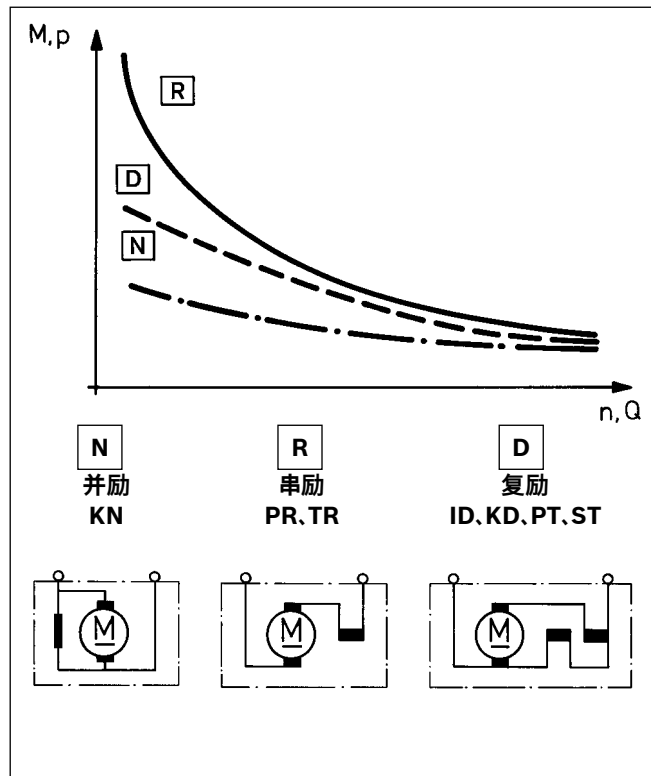 M,p
R
D
N
n,Q
N R D
并励 串励 复励
KN PR、TR ID、KD、PT、ST
M M M